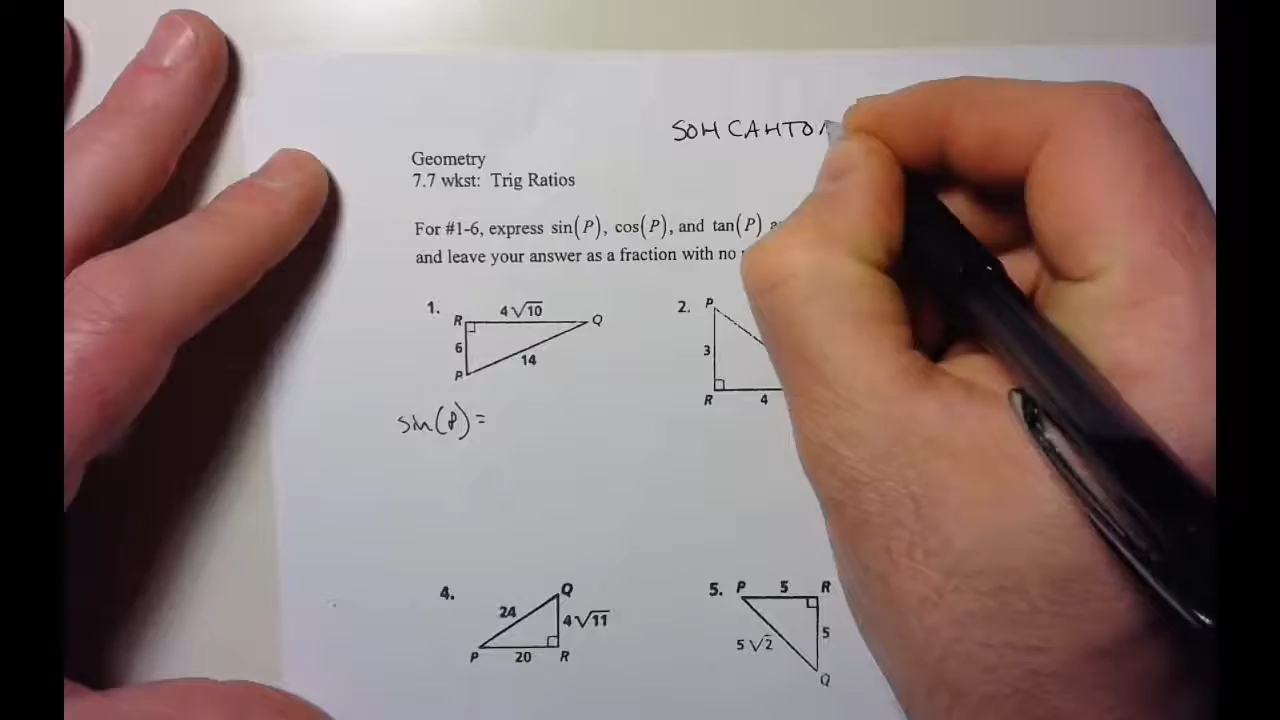 SOH CAHTO
Geometry
7.7 wkst: Trig Ratios
For #1-6, express sin(P), cos(P), and tan(P)
and leave your answer as a fraction with no
1. R 4√10 Q
6 14
P
2. P
3
R 4
sin(P)=
4. Q
24 4√11
P 20 R
5. P 5 R
5
5√2
Q